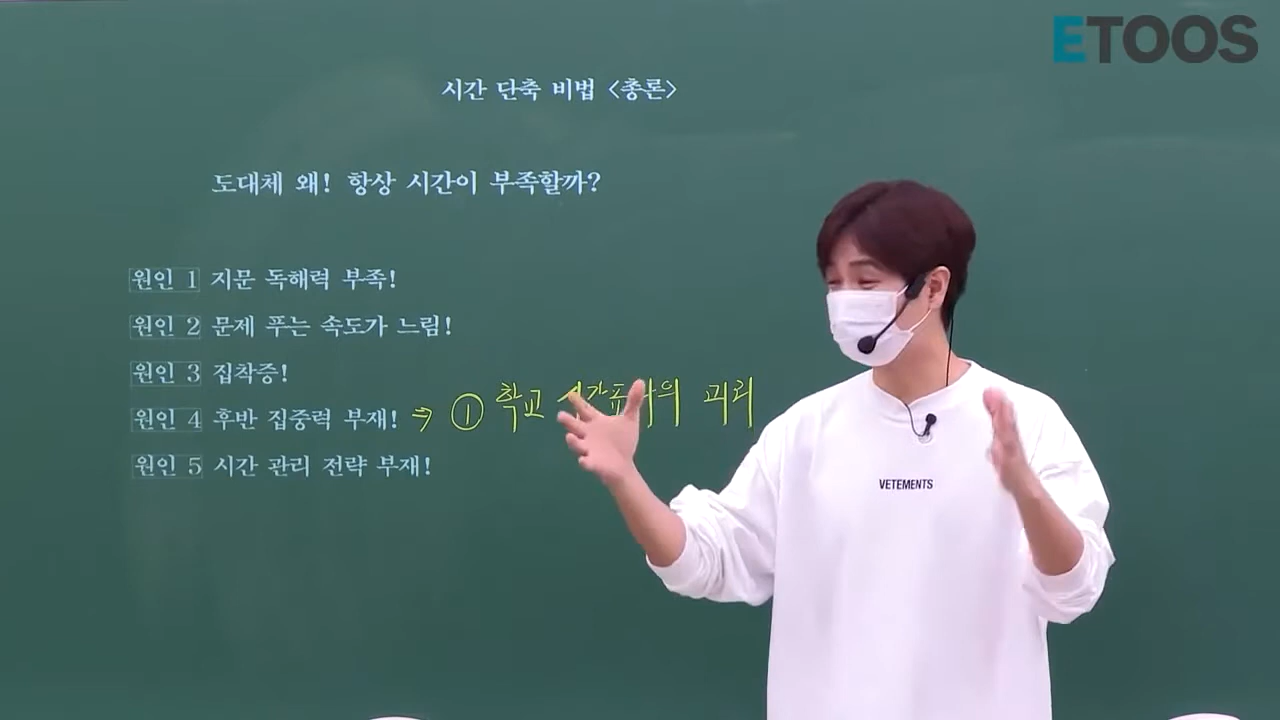 ETOOS
시간 단축 비법 <총론>
도대체 왜! 항상 시간이 부족할까?
원인 1 지문 독해력 부족!
원인 2 문제 푸는 속도가 느림!
원인 3 집착증!
원인 4 후반 집중력 부재! ⇒ ① 학교 괴리
원인 5 시간 관리 전략 부재!
VETEMENTS